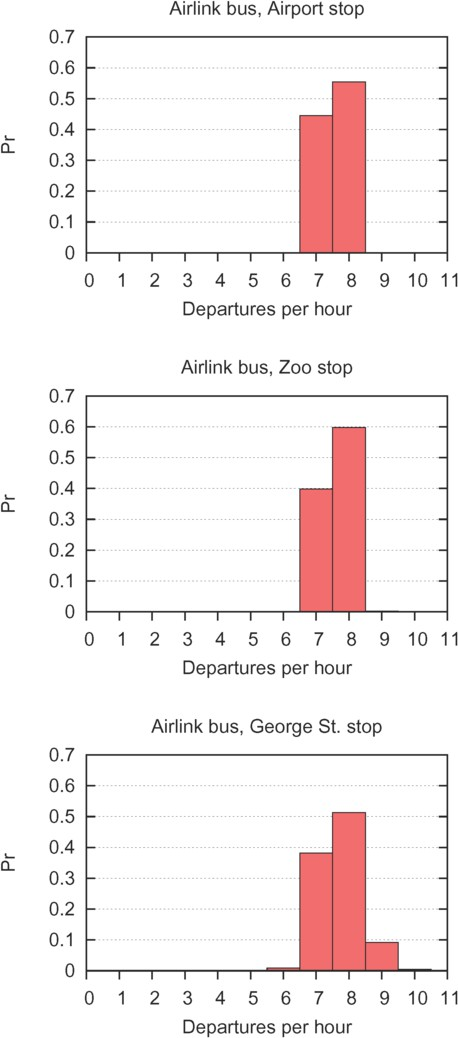 Airlink bus, Airport stop
0.7
0.6
0.5
0.4
0.3
0.2
0.1
0
Pr
0 1 2 3 4 5 6 7 8 9 10 11
Departures per hour
Airlink bus, Zoo stop
0.7
0.6
0.5
0.4
0.3
0.2
0.1
0
Pr
0 1 2 3 4 5 6 7 8 9 10 11
Departures per hour
Airlink bus, George St. stop
0.7
0.6
0.5
0.4
0.3
0.2
0.1
0
Pr
0 1 2 3 4 5 6 7 8 9 10 11
Departures per hour